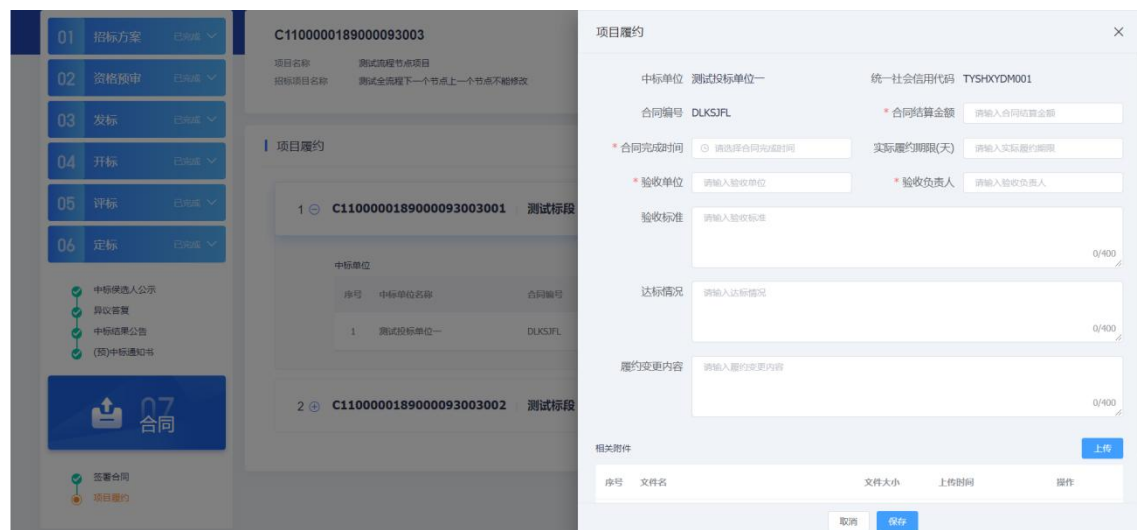 01 招标方案 已完成
02 资格预审 已完成
03 发标 已完成
04 开标 已完成
05 评标 已完成
06 定标 已完成
中标候选人公示
异议答复
中标结果公告
(预)中标通知书
07
合同
签署合同
项目履约
C1100000189000093003
项目名称 测试流程节点项目
招标项目名称 测试全流程下一个节点上一个节点不能修改
项目履约
1 C1100000189000093003001 测试标段
中标单位
序号 中标单位名称 合同编号
1 测试投标单位一 DLKSJFL
2 C1100000189000093003002 测试标段
项目履约
中标单位 测试投标单位一 统一社会信用代码 TYSHXYDM001
合同编号 DLKSJFL * 合同结算金额 请输入合同结算金额
* 合同完成时间 请选择合同完成时间 实际履约期限(天) 请输入实际履约期限
* 验收单位 请输入验收单位 * 验收负责人 请输入验收负责人
验收标准 请输入验收标准
0/400
达标情况 请输入达标情况
0/400
履约变更内容 请输入履约变更内容
0/400
相关附件 上传
序号 文件名 文件大小 上传时间 操作
取消 保存